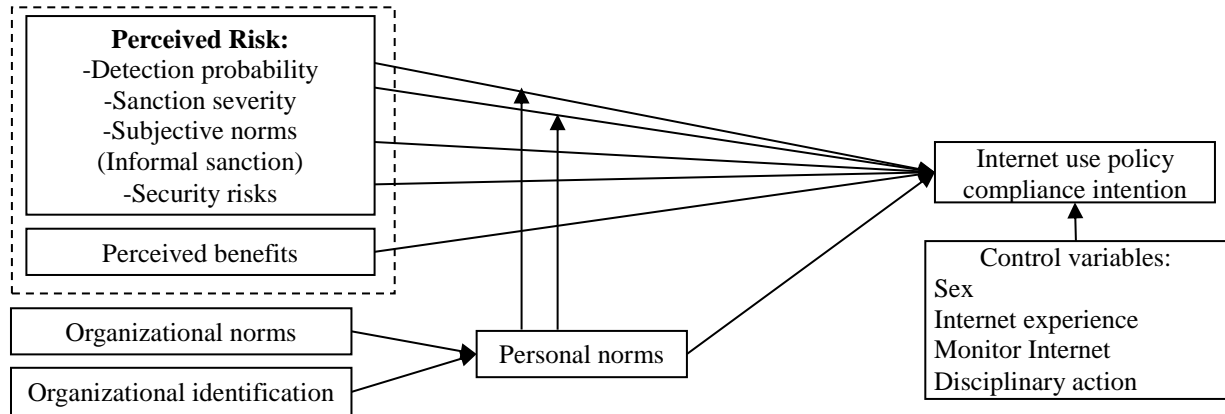 Perceived Risk:
-Detection probability
-Sanction severity
-Subjective norms
(Informal sanction)
-Security risks
Perceived benefits
Organizational norms
Organizational identification
Personal norms
Internet use policy
compliance intention
Control variables:
Sex
Internet experience
Monitor Internet
Disciplinary action